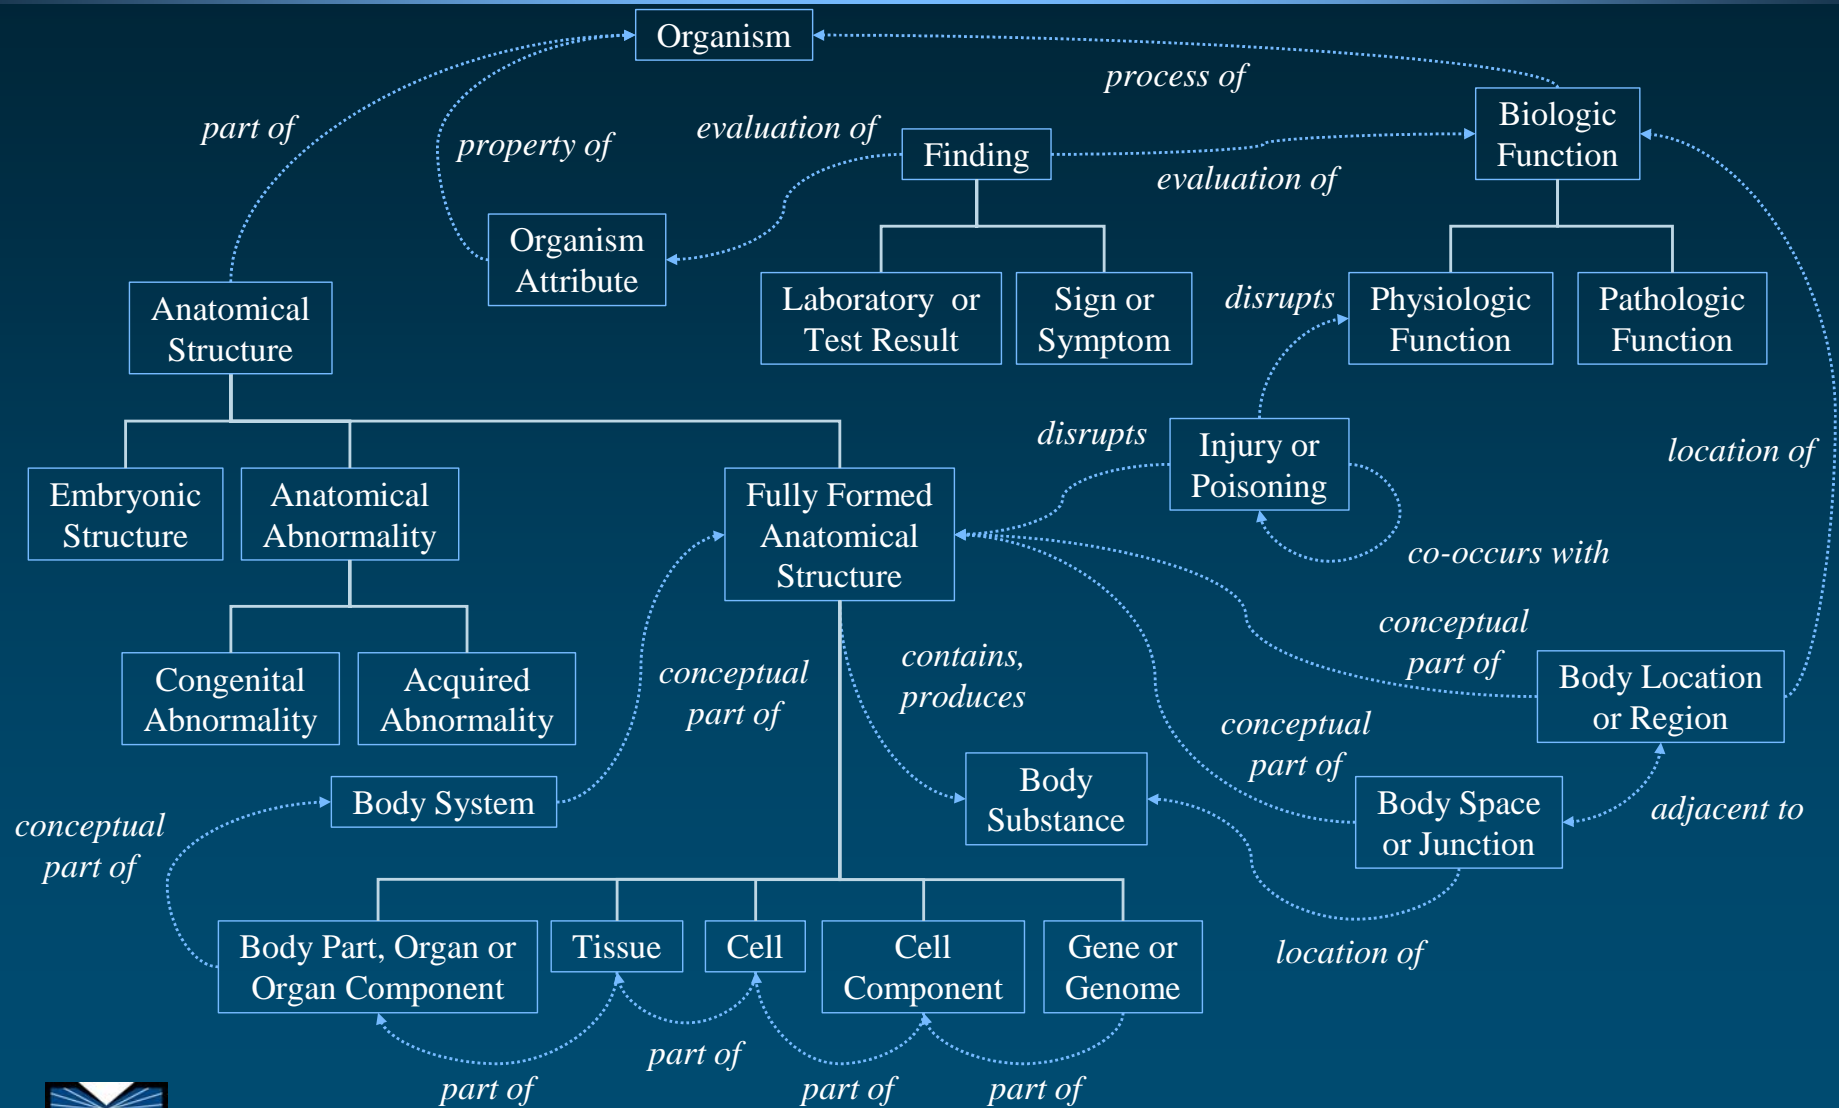 Organism
process of
Biologic
Function
part of
property of
evaluation of
Finding
evaluation of
Organism
Attribute
Laboratory or
Test Result
Sign or
Symptom
disrupts
Physiologic
Function
Pathologic
Function
Anatomical
Structure
disrupts
Injury or
Poisoning
location of
Embryonic
Structure
Anatomical
Abnormality
Fully Formed
Anatomical
Structure
co-occurs with
Congenital
Abnormality
Acquired
Abnormality
conceptual
part of
contains,
produces
conceptual
part of
Body Location
or Region
conceptual
part of
Body System
Body
Substance
Body Space
or Junction
adjacent to
conceptual
part of
Body Part, Organ or
Organ Component
Tissue
Cell
Cell
Component
Gene or
Genome
location of
part of
part of
part of
part of